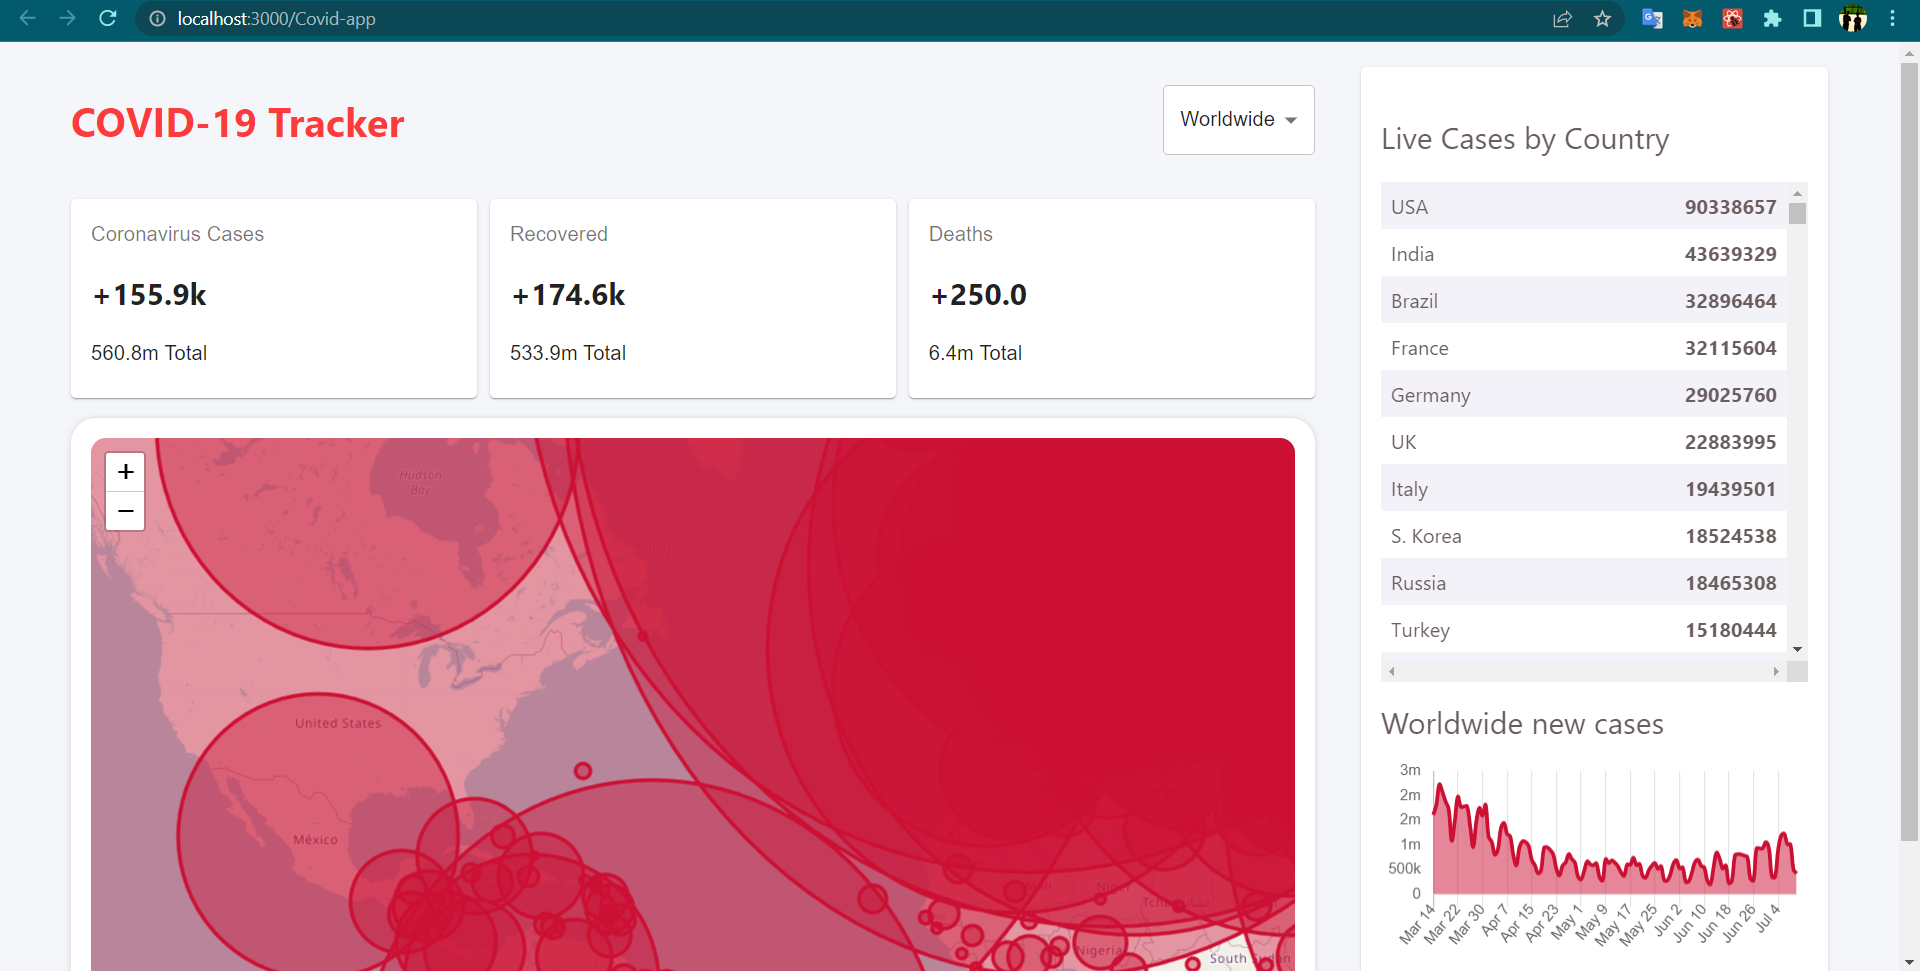 localhost:3000/Covid-app
COVID-19 Tracker
Worldwide
Coronavirus Cases
+155.9k
560.8m Total
Recovered
+174.6k
533.9m Total
Deaths
+250.0
6.4m Total
+
−
Hudson
Bay
United States
México
Mali
Niger
Nigeria
South Sudan
Live Cases by Country
USA 90338657
India 43639329
Brazil 32896464
France 32115604
Germany 29025760
UK 22883995
Italy 19439501
S. Korea 18524538
Russia 18465308
Turkey 15180444
Worldwide new cases
3m
2m
2m
1m
500k
0
Mar 14
Mar 22
Mar 30
Apr 7
Apr 15
Apr 23
May 1
May 9
May 17
May 25
Jun 2
Jun 10
Jun 18
Jun 26
Jul 4